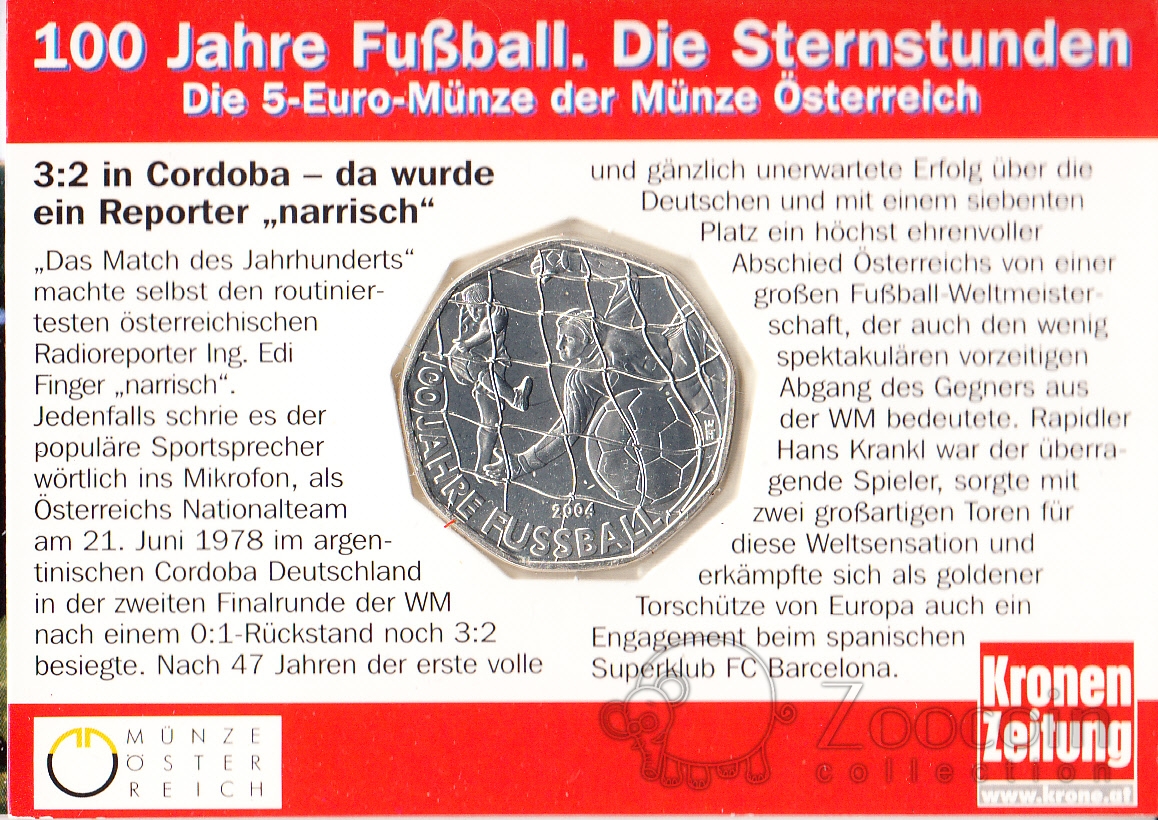 100 Jahre Fußball. Die Sternstunden
Die 5-Euro-Münze der Münze Österreich
3:2 in Cordoba – da wurde
ein Reporter „narrisch“
„Das Match des Jahrhunderts“
machte selbst den routinier-
testen österreichischen
Radioreporter Ing. Edi
Finger „narrisch“.
Jedenfalls schrie es der
populäre Sportsprecher
wörtlich ins Mikrofon, als
Österreichs Nationalteam
am 21. Juni 1978 im argen-
tinischen Cordoba Deutschland
in der zweiten Finalrunde der WM
nach einem 0:1-Rückstand noch 3:2
besiegte. Nach 47 Jahren der erste volle
und gänzlich unerwartete Erfolg über die
Deutschen und mit einem siebenten
Platz ein höchst ehrenvoller
Abschied Österreichs von einer
großen Fußball-Weltmeister-
schaft, der auch den wenig
spektakulären vorzeitigen
Abgang des Gegners aus
der WM bedeutete. Rapidler
Hans Krankl war der überra-
gende Spieler, sorgte mit
zwei großartigen Toren für
diese Weltsensation und
erkämpfte sich als goldener
Torschütze von Europa auch ein
Engagement beim spanischen
Superklub FC Barcelona.
100 JAHRE FUSSBALL
2004
MÜNZE
ÖSTER
REICH
Kronen
Zeitung
www.krone.at
Zoocoin
collection